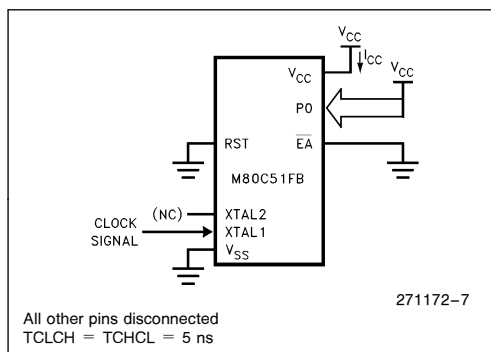 VCC
ICC
VCC
VCC
P0
RST
EA
M80C51FB
(NC)
XTAL2
CLOCK
SIGNAL
XTAL1
VSS
271172-7
All other pins disconnected
TCLCH = TCHCL = 5 ns